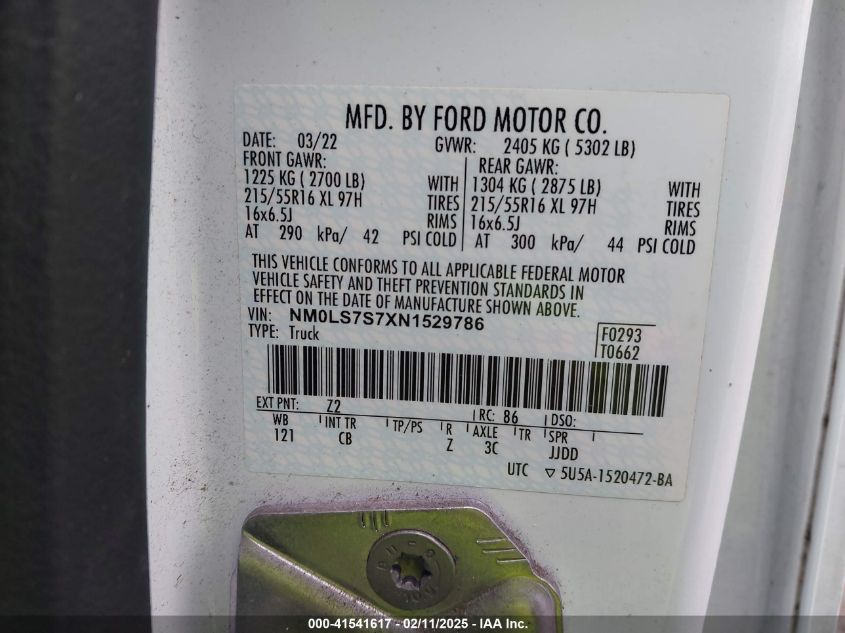 MFD. BY FORD MOTOR CO.
DATE: 03/22 GVWR: 2405 KG ( 5302 LB)
FRONT GAWR: REAR GAWR:
1225 KG ( 2700 LB) WITH 1304 KG ( 2875 LB) WITH
215/55R16 XL 97H TIRES 215/55R16 XL 97H TIRES
16x6.5J RIMS 16x6.5J RIMS
AT 290 kPa/ 42 PSI COLD AT 300 kPa/ 44 PSI COLD
THIS VEHICLE CONFORMS TO ALL APPLICABLE FEDERAL MOTOR
VEHICLE SAFETY AND THEFT PREVENTION STANDARDS IN
EFFECT ON THE DATE OF MANUFACTURE SHOWN ABOVE.
VIN: NM0LS7S7XN1529786
TYPE: Truck
F0293
T0662
EXT PNT: Z2 RC: 86 DSO:
WB INT TR TP/PS R AXLE TR SPR
121 CB Z 3C JJDD
UTC ▽ 5U5A-1520472-BA
000-41541617 - 02/11/2025 - IAA Inc.